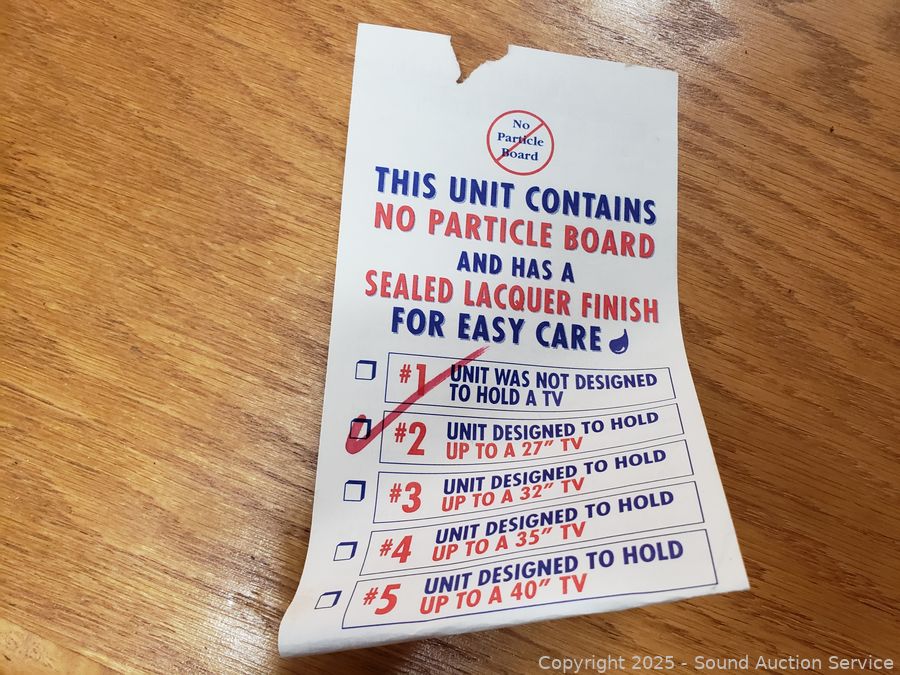 No
Particle
Board
THIS UNIT CONTAINS
NO PARTICLE BOARD
AND HAS A
SEALED LACQUER FINISH
FOR EASY CARE
#1 UNIT WAS NOT DESIGNED
TO HOLD A TV
#2 UNIT DESIGNED TO HOLD
UP TO A 27" TV
#3 UNIT DESIGNED TO HOLD
UP TO A 32" TV
#4 UNIT DESIGNED TO HOLD
UP TO A 35" TV
#5 UNIT DESIGNED TO HOLD
UP TO A 40" TV
Copyright 2025 - Sound Auction Service